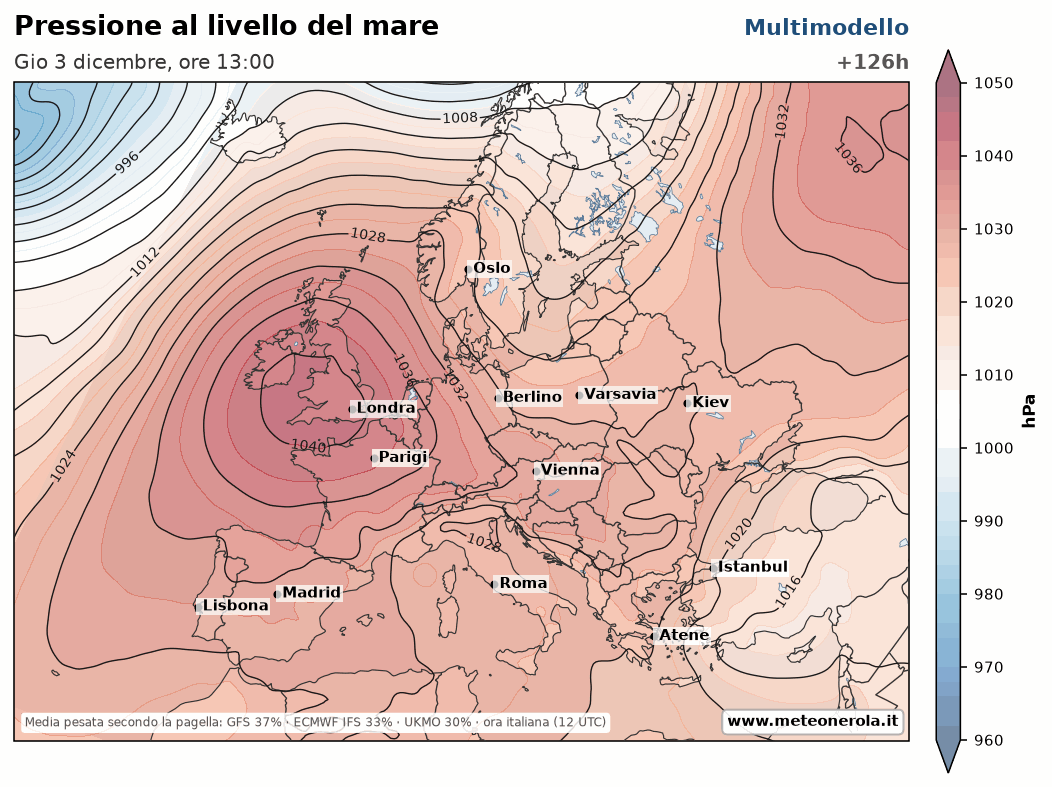 Pressione al livello del mare
Multimodello
Gio 3 dicembre, ore 13:00
+126h
1008
1032
1036
996
1028
1012
Oslo
1036
1032
Berlino
Varsavia
Kiev
Londra
1040
Parigi
1024
Vienna
1028
1020
Istanbul
Roma
1016
Madrid
Lisbona
Atene
Media pesata secondo la pagella: GFS 37% · ECMWF IFS 33% · UKMO 30% · ora italiana (12 UTC)
www.meteonerola.it
1050
1040
1030
1020
1010
1000
990
980
970
960
hPa